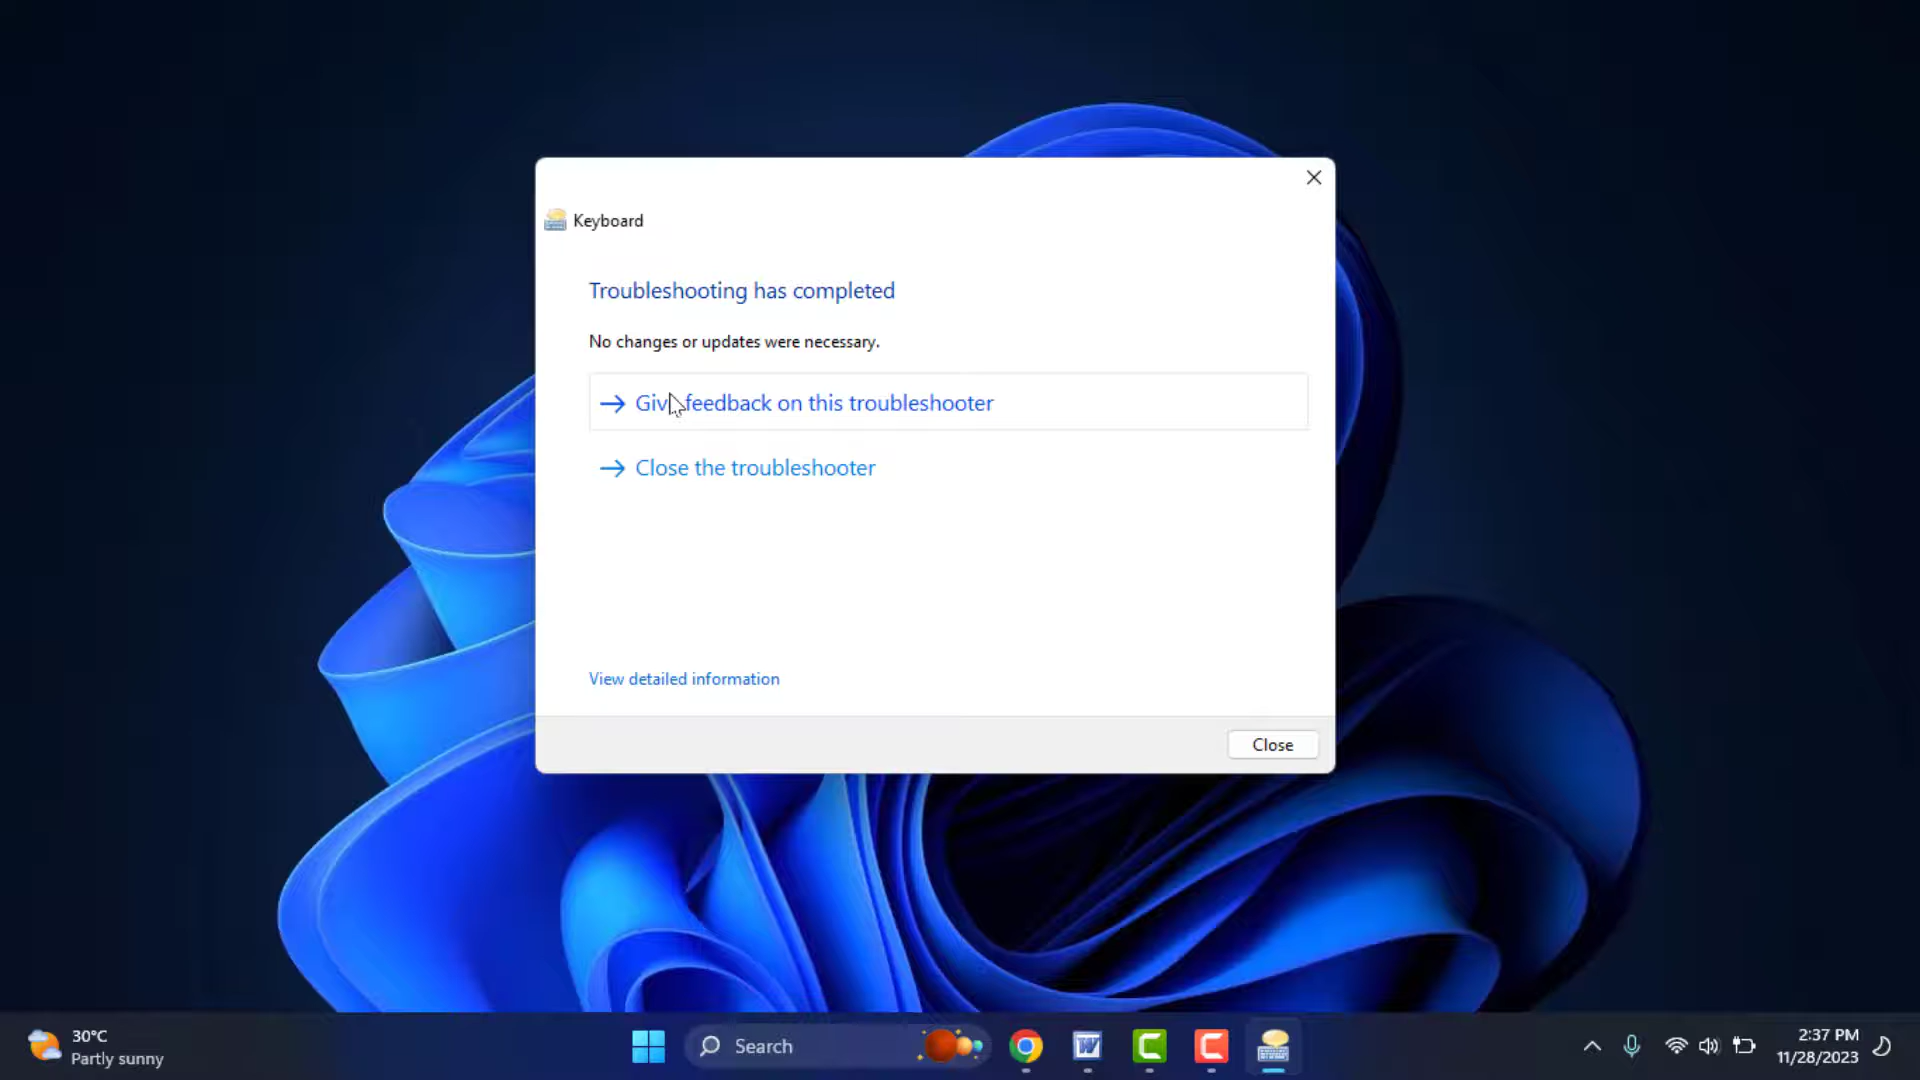 Keyboard
Troubleshooting has completed
No changes or updates were necessary.
Give feedback on this troubleshooter
Close the troubleshooter
View detailed information
Close
30°C
Partly sunny
Search
2:37 PM
11/28/2023